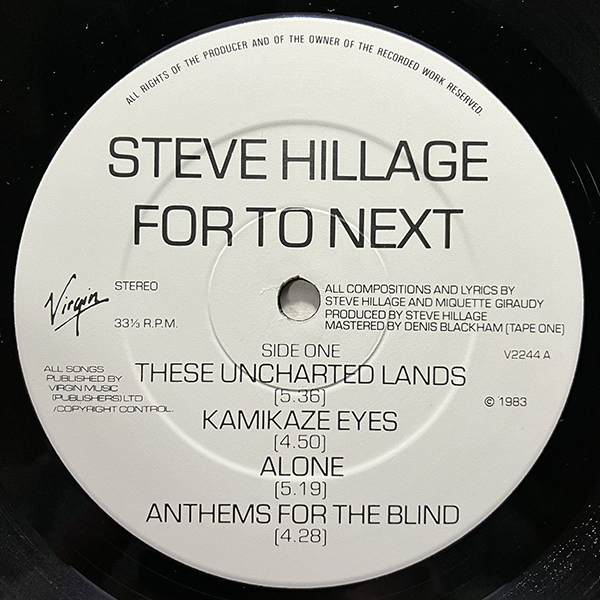 ALL RIGHTS OF THE PRODUCER AND OF THE OWNER OF THE RECORDED WORK RESERVED.
STEVE HILLAGE
FOR TO NEXT
Virgin
STEREO
33⅓ R.P.M.
ALL COMPOSITIONS AND LYRICS BY
STEVE HILLAGE AND MIQUETTE GIRAUDY
PRODUCED BY STEVE HILLAGE
MASTERED BY DENIS BLACKHAM (TAPE ONE)
SIDE ONE
V2244 A
ALL SONGS
PUBLISHED BY
VIRGIN MUSIC
(PUBLISHERS) LTD
/COPYRIGHT CONTROL.
THESE UNCHARTED LANDS
(5.36)
© 1983
KAMIKAZE EYES
(4.50)
ALONE
(5.19)
ANTHEMS FOR THE BLIND
(4.28)